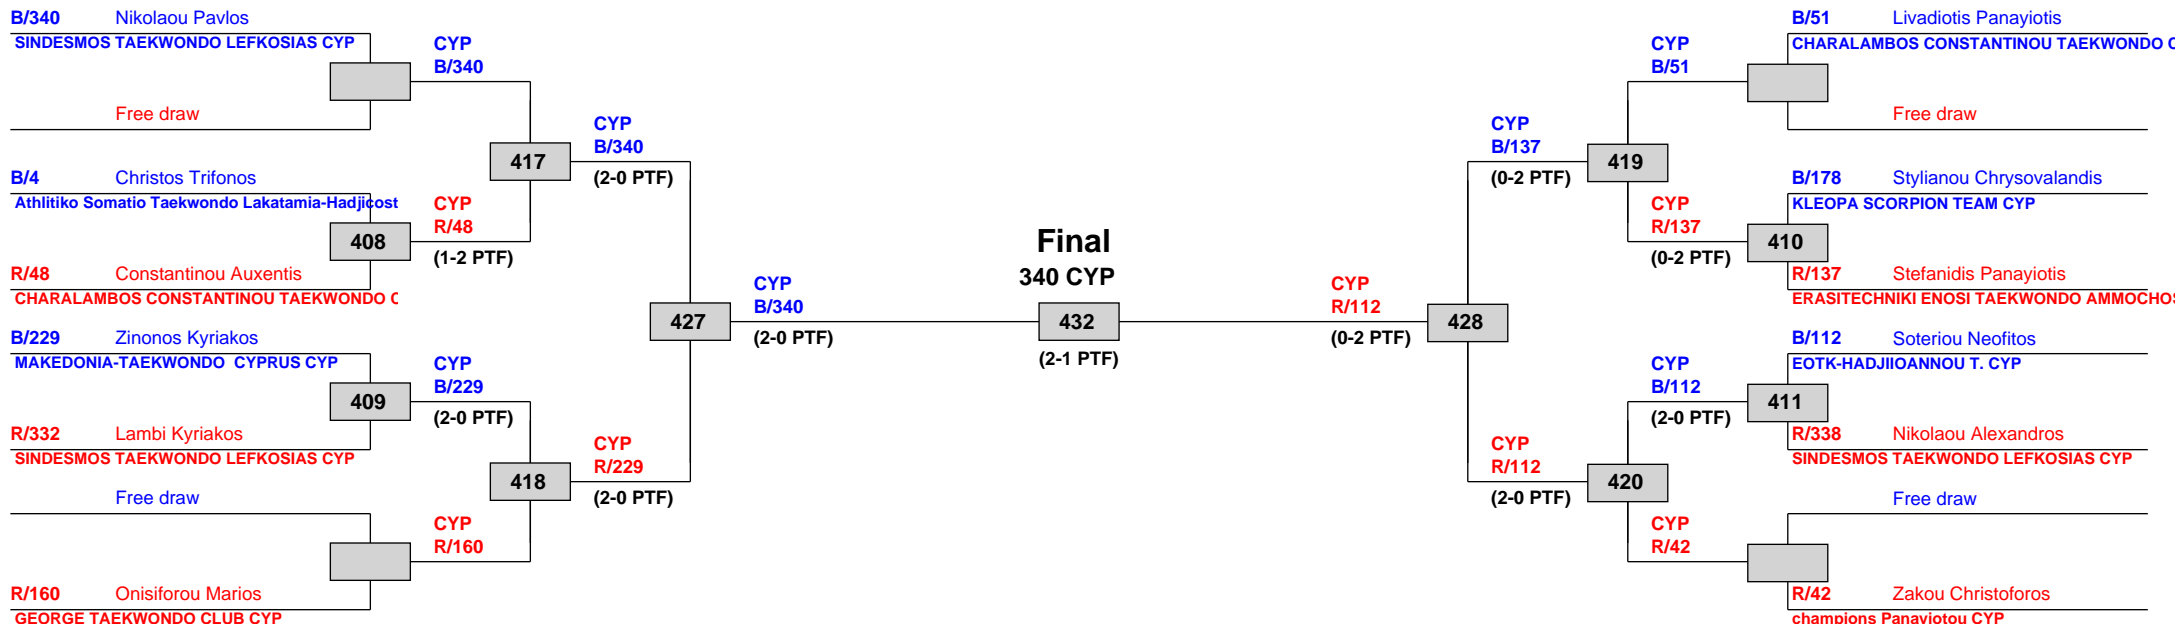 B/340 Nikolaou Pavlos
SINDESMOS TAEKWONDO LEFKOSIAS CYP
Free draw
B/4 Christos Trifonos
Athlitiko Somatio Taekwondo Lakatamia-Hadjicost
408
R/48 Constantinou Auxentis
CHARALAMBOS CONSTANTINOU TAEKWONDO C
B/229 Zinonos Kyriakos
MAKEDONIA-TAEKWONDO CYPRUS CYP
409
R/332 Lambi Kyriakos
SINDESMOS TAEKWONDO LEFKOSIAS CYP
Free draw
R/160 Onisiforou Marios
GEORGE TAEKWONDO CLUB CYP
CYP
B/340
417
CYP
R/48
(1-2 PTF)
CYP
B/229
(2-0 PTF)
418
CYP
R/160
CYP
B/340
(2-0 PTF)
427
CYP
R/229
(2-0 PTF)
CYP
B/340
(2-0 PTF)
Final
340 CYP
432
(2-1 PTF)
CYP
R/112
(0-2 PTF)
428
CYP
B/137
(0-2 PTF)
CYP
R/112
(2-0 PTF)
419
420
CYP
B/51
CYP
R/137
(0-2 PTF)
CYP
B/112
(2-0 PTF)
CYP
R/42
B/51 Livadiotis Panayiotis
CHARALAMBOS CONSTANTINOU TAEKWONDO C
Free draw
B/178 Stylianou Chrysovalandis
KLEOPA SCORPION TEAM CYP
410
R/137 Stefanidis Panayiotis
ERASITECHNIKI ENOSI TAEKWONDO AMMOCHOS
B/112 Soteriou Neofitos
EOTK-HADJIIOANNOU T. CYP
411
R/338 Nikolaou Alexandros
SINDESMOS TAEKWONDO LEFKOSIAS CYP
Free draw
R/42 Zakou Christoforos
champions Panayiotou CYP